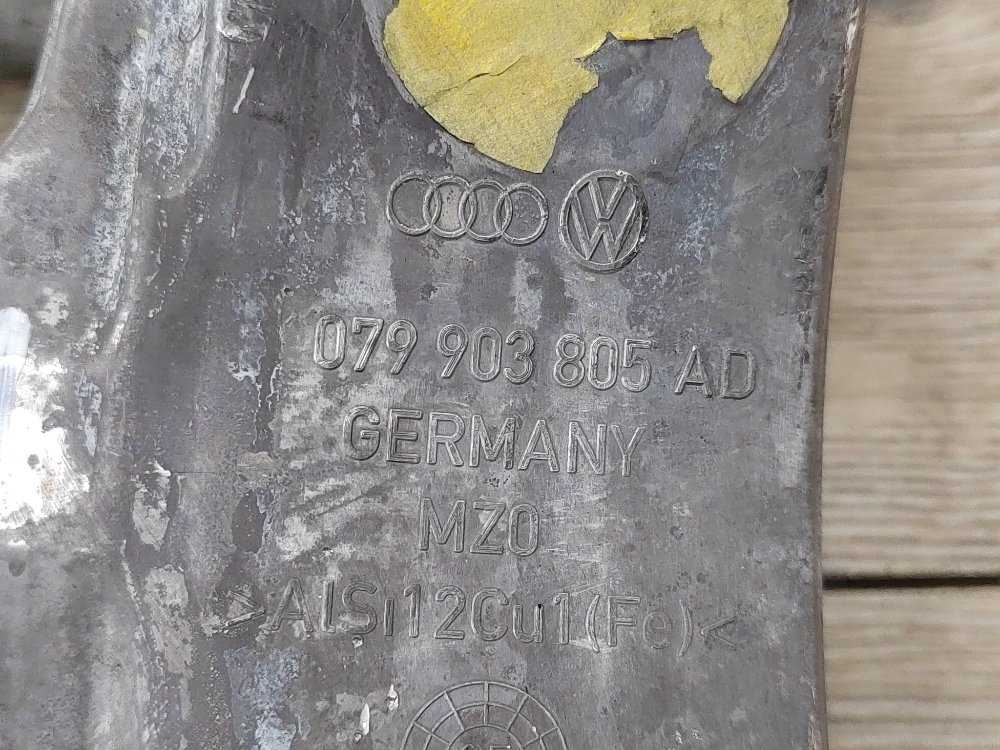 079 903 805 AD
GERMANY
MZ0
>AlSi12Cu1(Fe)<